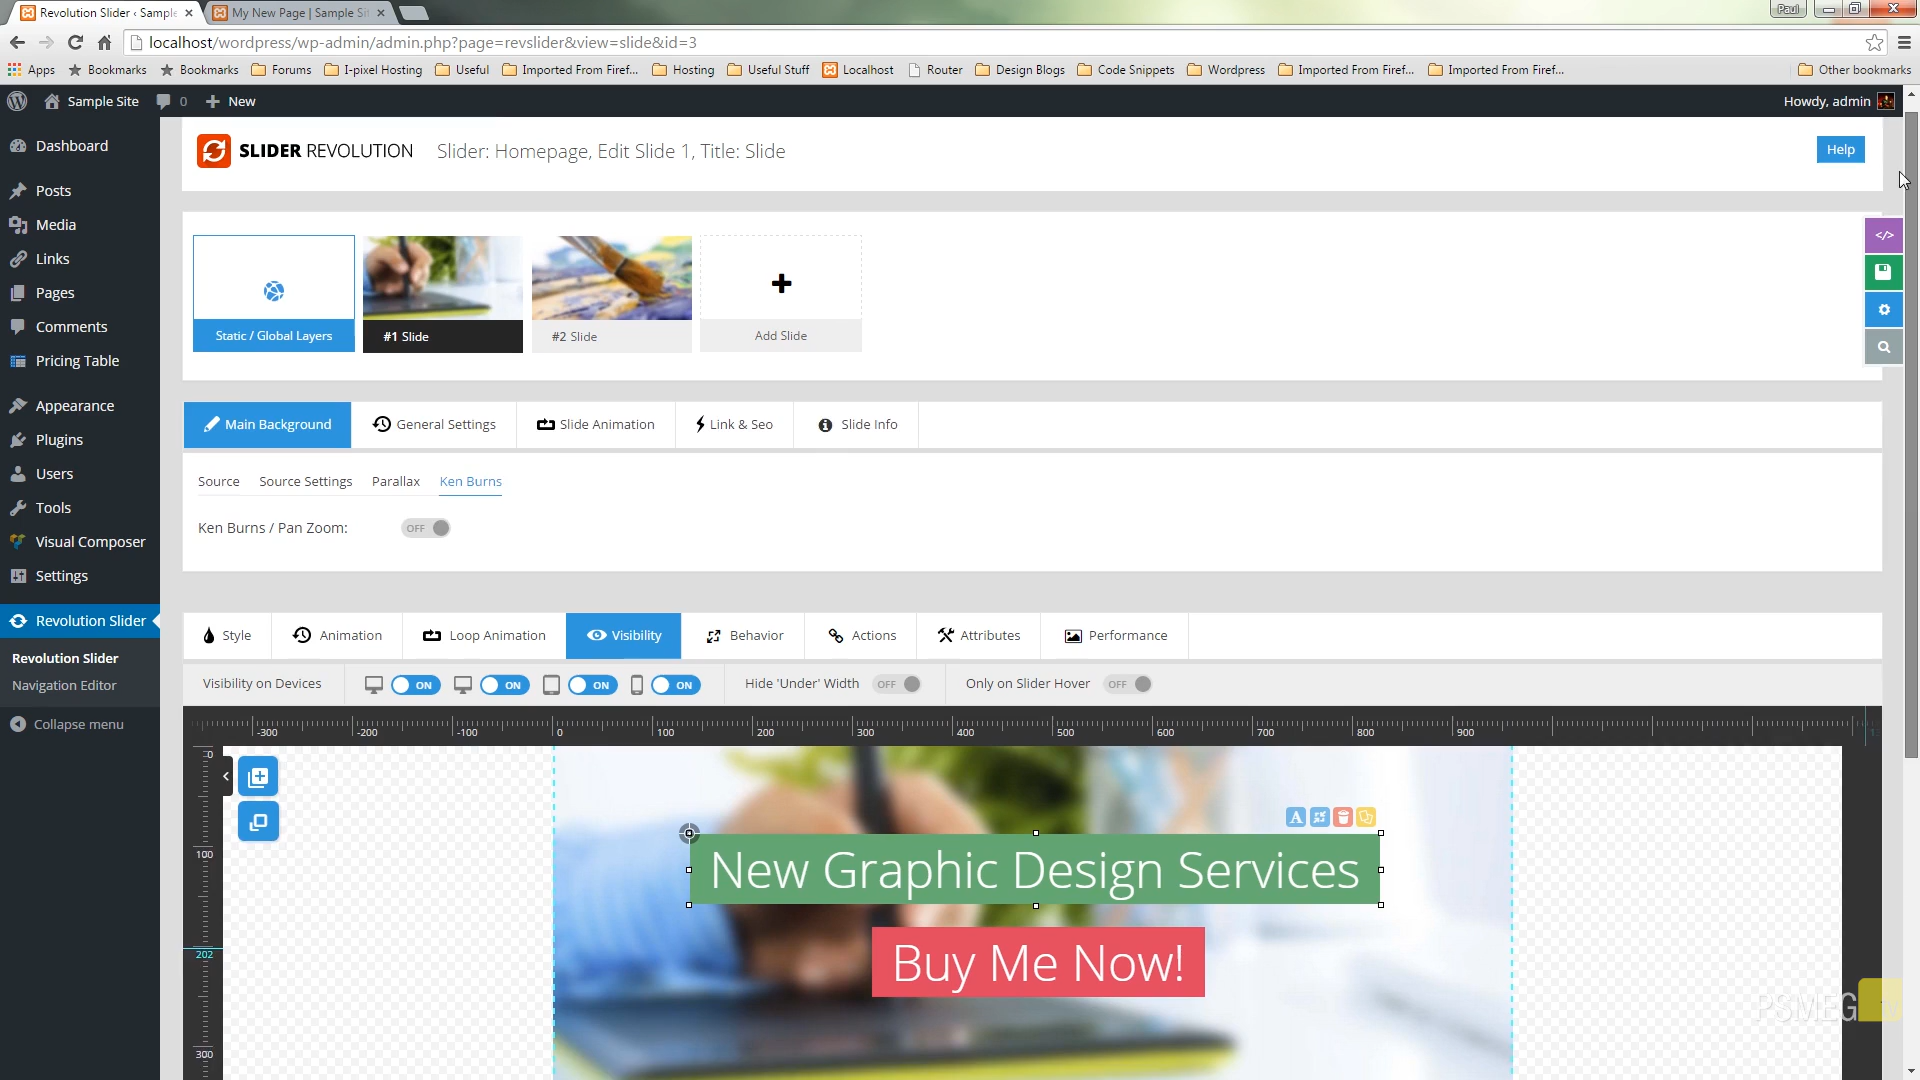 Revolution Slider ‹ Sample
My New Page | Sample Sit
Paul
localhost/wordpress/wp-admin/admin.php?page=revslider&view=slide&id=3
Apps Bookmarks Bookmarks Forums I-pixel Hosting Useful Imported From Firef... Hosting Useful Stuff Localhost Router Design Blogs Code Snippets Wordpress Imported From Firef... Imported From Firef... Other bookmarks
Sample Site 0 + New Howdy, admin
Dashboard
Posts
Media
Links
Pages
Comments
Pricing Table
Appearance
Plugins
Users
Tools
Visual Composer
Settings
Revolution Slider
Revolution Slider
Navigation Editor
Collapse menu
SLIDER REVOLUTION Slider: Homepage, Edit Slide 1, Title: Slide
Help
</>
Static / Global Layers #1 Slide #2 Slide Add Slide
Main Background General Settings Slide Animation Link & Seo Slide Info
Source Source Settings Parallax Ken Burns
Ken Burns / Pan Zoom: OFF
Style Animation Loop Animation Visibility Behavior Actions Attributes Performance
Visibility on Devices ON ON ON ON Hide 'Under' Width OFF Only on Slider Hover OFF
-300 -200 -100 0 100 200 300 400 500 600 700 800 900
0
100
202
300
A
New Graphic Design Services
Buy Me Now!
PSMEG